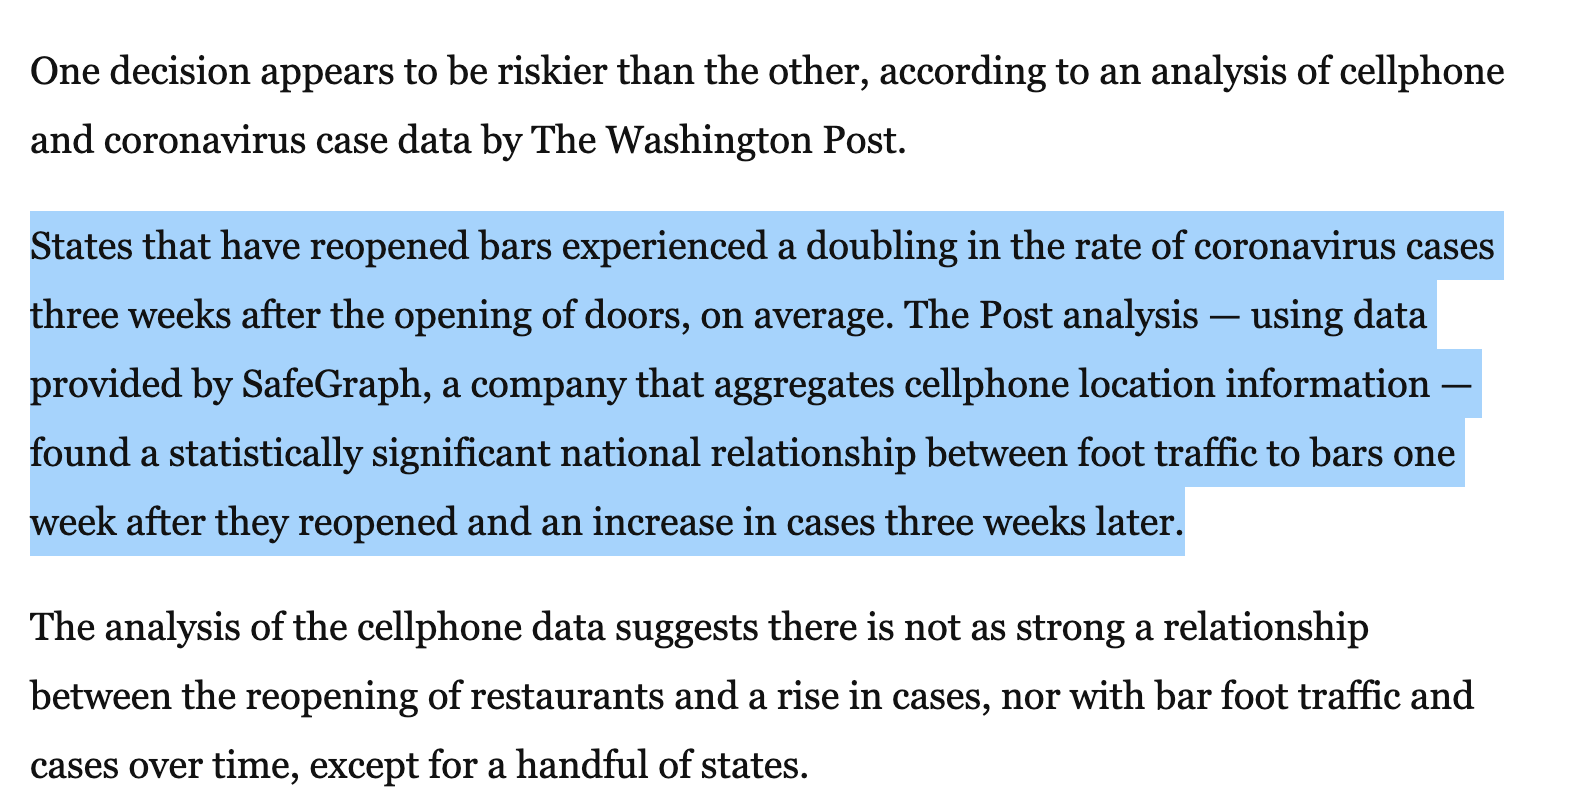 One decision appears to be riskier than the other, according to an analysis of cellphone
and coronavirus case data by The Washington Post.
States that have reopened bars experienced a doubling in the rate of coronavirus cases
three weeks after the opening of doors, on average. The Post analysis — using data
provided by SafeGraph, a company that aggregates cellphone location information —
found a statistically significant national relationship between foot traffic to bars one
week after they reopened and an increase in cases three weeks later.
The analysis of the cellphone data suggests there is not as strong a relationship
between the reopening of restaurants and a rise in cases, nor with bar foot traffic and
cases over time, except for a handful of states.